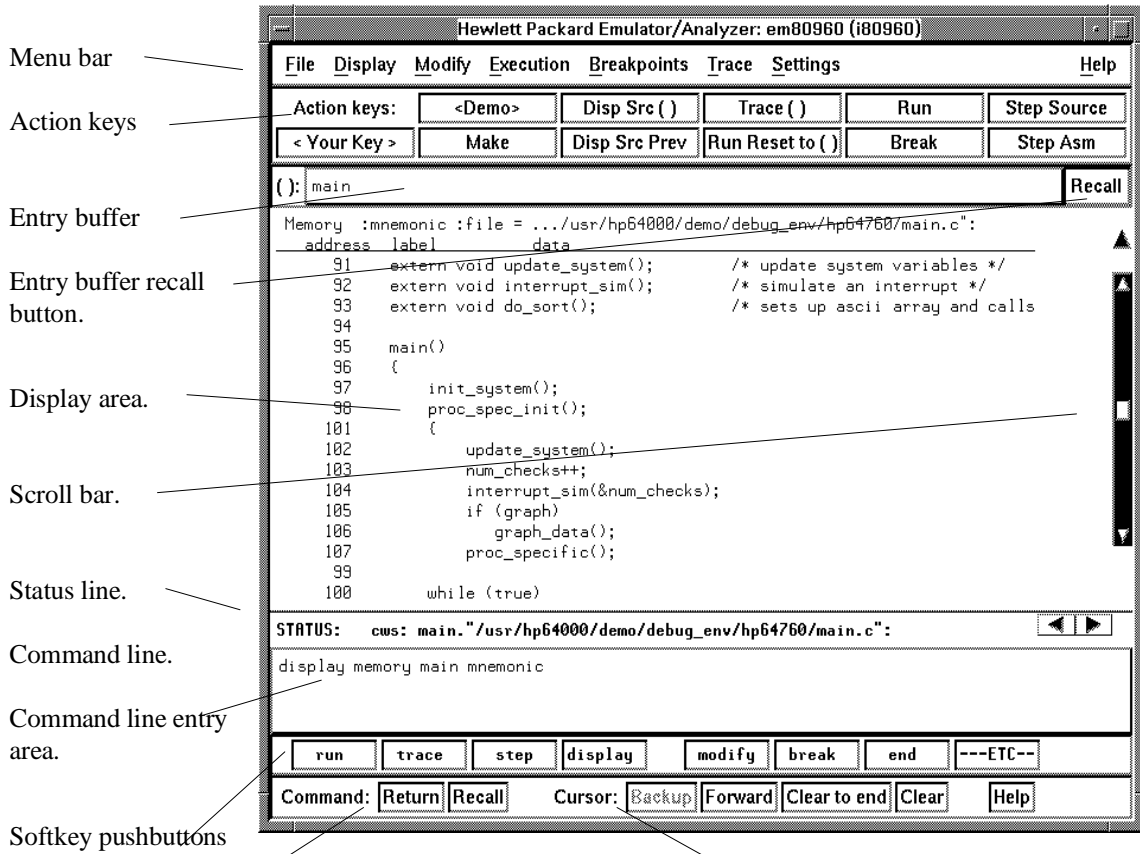 Hewlett Packard Emulator/Analyzer: em80960 (i80960)
Menu bar
File Display Modify Execution Breakpoints Trace Settings Help
Action keys
Action keys: <Demo> Disp Src ( ) Trace ( ) Run Step Source
< Your Key > Make Disp Src Prev Run Reset to ( ) Break Step Asm
Entry buffer
( ): main Recall
Entry buffer recall
button.
Display area.
Scroll bar.
Memory :mnemonic :file = .../usr/hp64000/demo/debug_env/hp64760/main.c":
address label data
91 extern void update_system(); /* update system variables */
92 extern void interrupt_sim(); /* simulate an interrupt */
93 extern void do_sort(); /* sets up ascii array and calls
94
95 main()
96 {
97 init_system();
98 proc_spec_init();
101 {
102 update_system();
103 num_checks++;
104 interrupt_sim(&num_checks);
105 if (graph)
106 graph_data();
107 proc_specific();
99
100 while (true)
Status line.
STATUS: cws: main."/usr/hp64000/demo/debug_env/hp64760/main.c":
Command line.
display memory main mnemonic
Command line entry
area.
run trace step display modify break end ---ETC--
Command: Return Recall Cursor: Backup Forward Clear to end Clear Help
Softkey pushbuttons